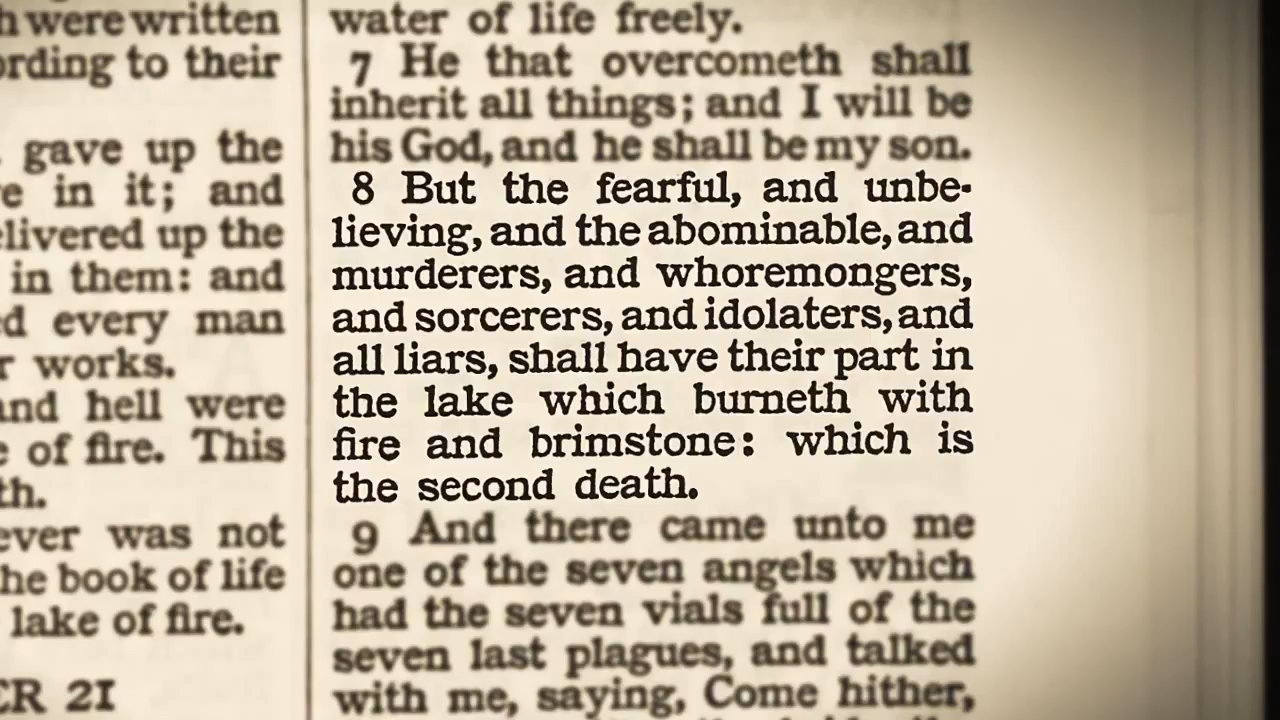 h were written
ording to their
gave up the
e in it; and
elivered up the
in them: and
ed every man
r works.
and hell were
e of fire. This
th.
ever was not
he book of life
lake of fire.
ER 21
water of life freely.
7 He that overcometh shall
inherit all things; and I will be
his God, and he shall be my son.
8 But the fearful, and unbe-
lieving, and the abominable, and
murderers, and whoremongers,
and sorcerers, and idolaters, and
all liars, shall have their part in
the lake which burneth with
fire and brimstone: which is
the second death.
9 And there came unto me
one of the seven angels which
had the seven vials full of the
seven last plagues, and talked
with me, saying, Come hither,